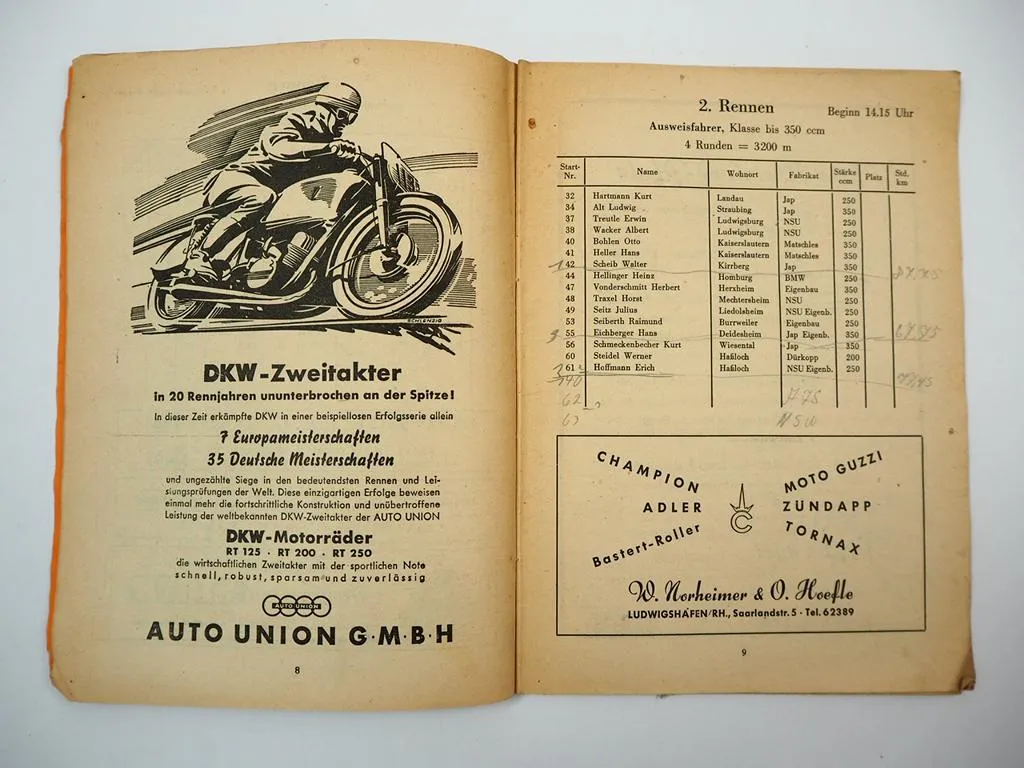 SCHLENZIG
DKW-Zweitakter
in 20 Rennjahren ununterbrochen an der Spitze!
In dieser Zeit erkämpfte DKW in einer beispiellosen Erfolgsserie allein
7 Europameisterschaften
35 Deutsche Meisterschaften
und ungezählte Siege in den bedeutendsten Rennen und Lei-
stungsprüfungen der Welt. Diese einzigartigen Erfolge beweisen
einmal mehr die fortschrittliche Konstruktion und unübertroffene
Leistung der weltbekannten DKW-Zweitakter der AUTO UNION
DKW-Motorräder
RT 125 · RT 200 · RT 250
die wirtschaftlichen Zweitakter mit der sportlichen Note
schnell, robust, sparsam und zuverlässig
AUTO UNION
AUTO UNION G·M·B·H
8
2. Rennen Beginn 14.15 Uhr
Ausweisfahrer, Klasse bis 350 ccm
4 Runden = 3200 m
Start-Nr. Name Wohnort Fabrikat Stärke ccm Platz Std. km
32 Hartmann Kurt Landau Jap 250
34 Alt Ludwig Straubing Jap 350
37 Treutle Erwin Ludwigsburg NSU 250
38 Wacker Albert Ludwigsburg NSU 250
40 Bohlen Otto Kaiserslautern Matschles 350
41 Heller Hans Kaiserslautern Matschles 350
42 Scheib Walter Kirrberg Jap 350
44 Hellinger Heinz Homburg BMW 250
47 Vonderschmitt Herbert Herxheim Eigenbau 350
48 Traxel Horst Mechtersheim NSU 250
49 Seitz Julius Liedolsheim NSU Eigenb. 250
53 Seiberth Raimund Burrweiler Eigenbau 250
55 Eichberger Hans Deidesheim Jap Eigenb. 350
56 Schmeckenbecher Kurt Wiesental Jap 350
60 Steidel Werner Haßloch Dürkopp 200
61 Hoffmann Erich Haßloch NSU Eigenb. 250
62
CHAMPION
ADLER
Bastert-Roller
MOTO GUZZI
ZÜNDAPP
TORNAX
W. Norheimer & O. Hoefle
LUDWIGSHAFEN/RH., Saarlandstr. 5 · Tel. 62389
9